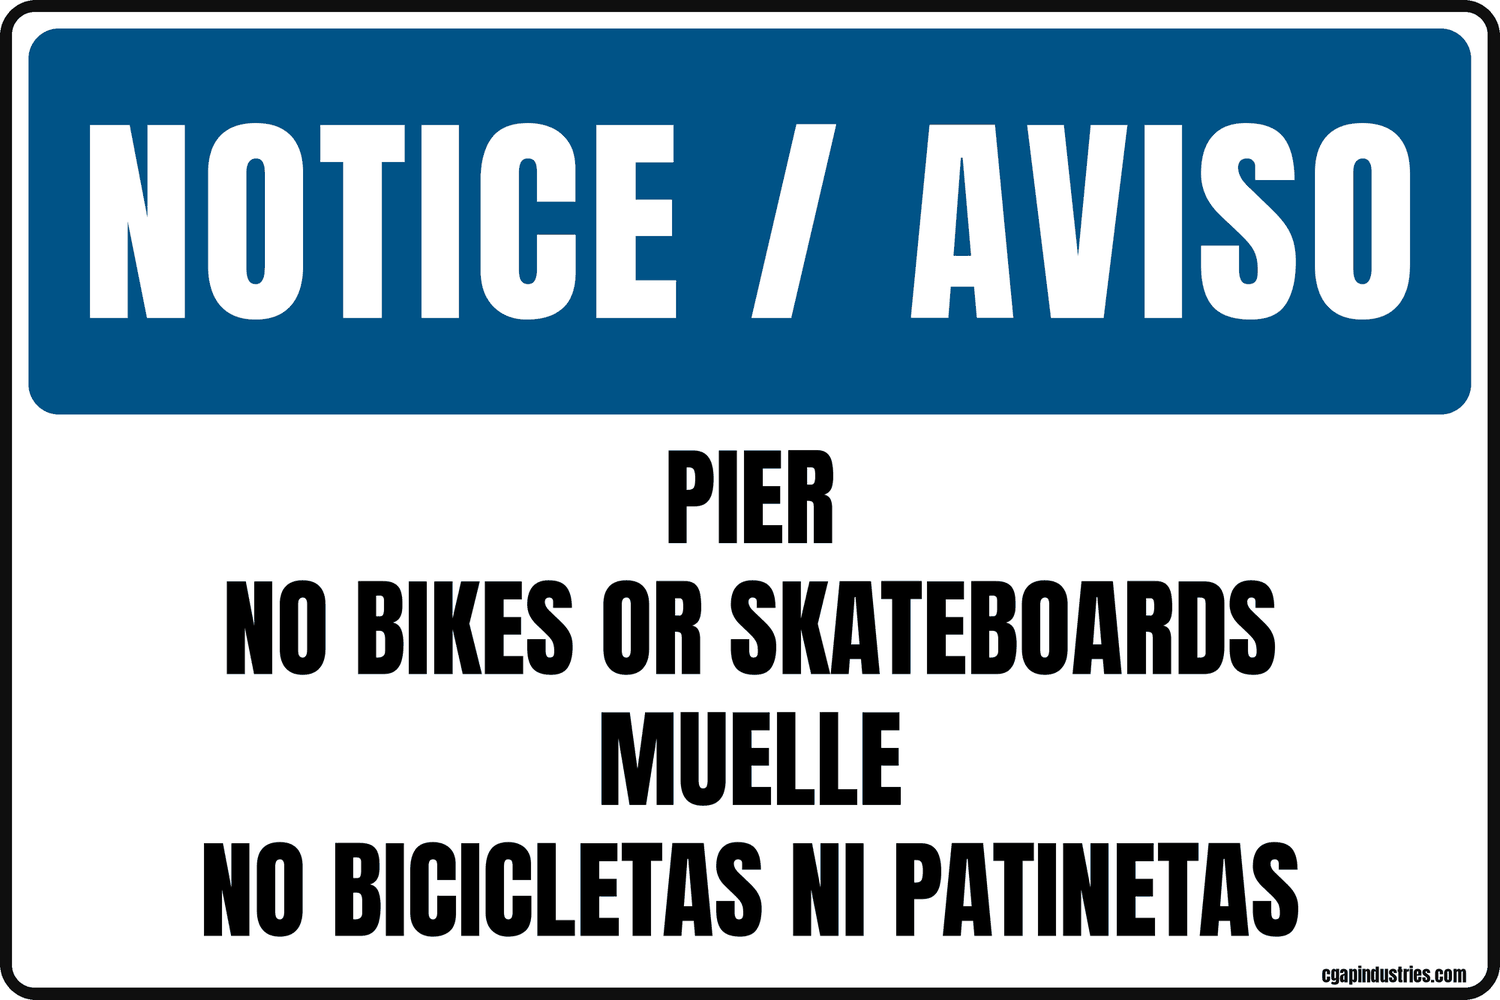 NOTICE / AVISO
PIER
NO BIKES OR SKATEBOARDS
MUELLE
NO BICICLETAS NI PATINETAS
cgapindustries.com